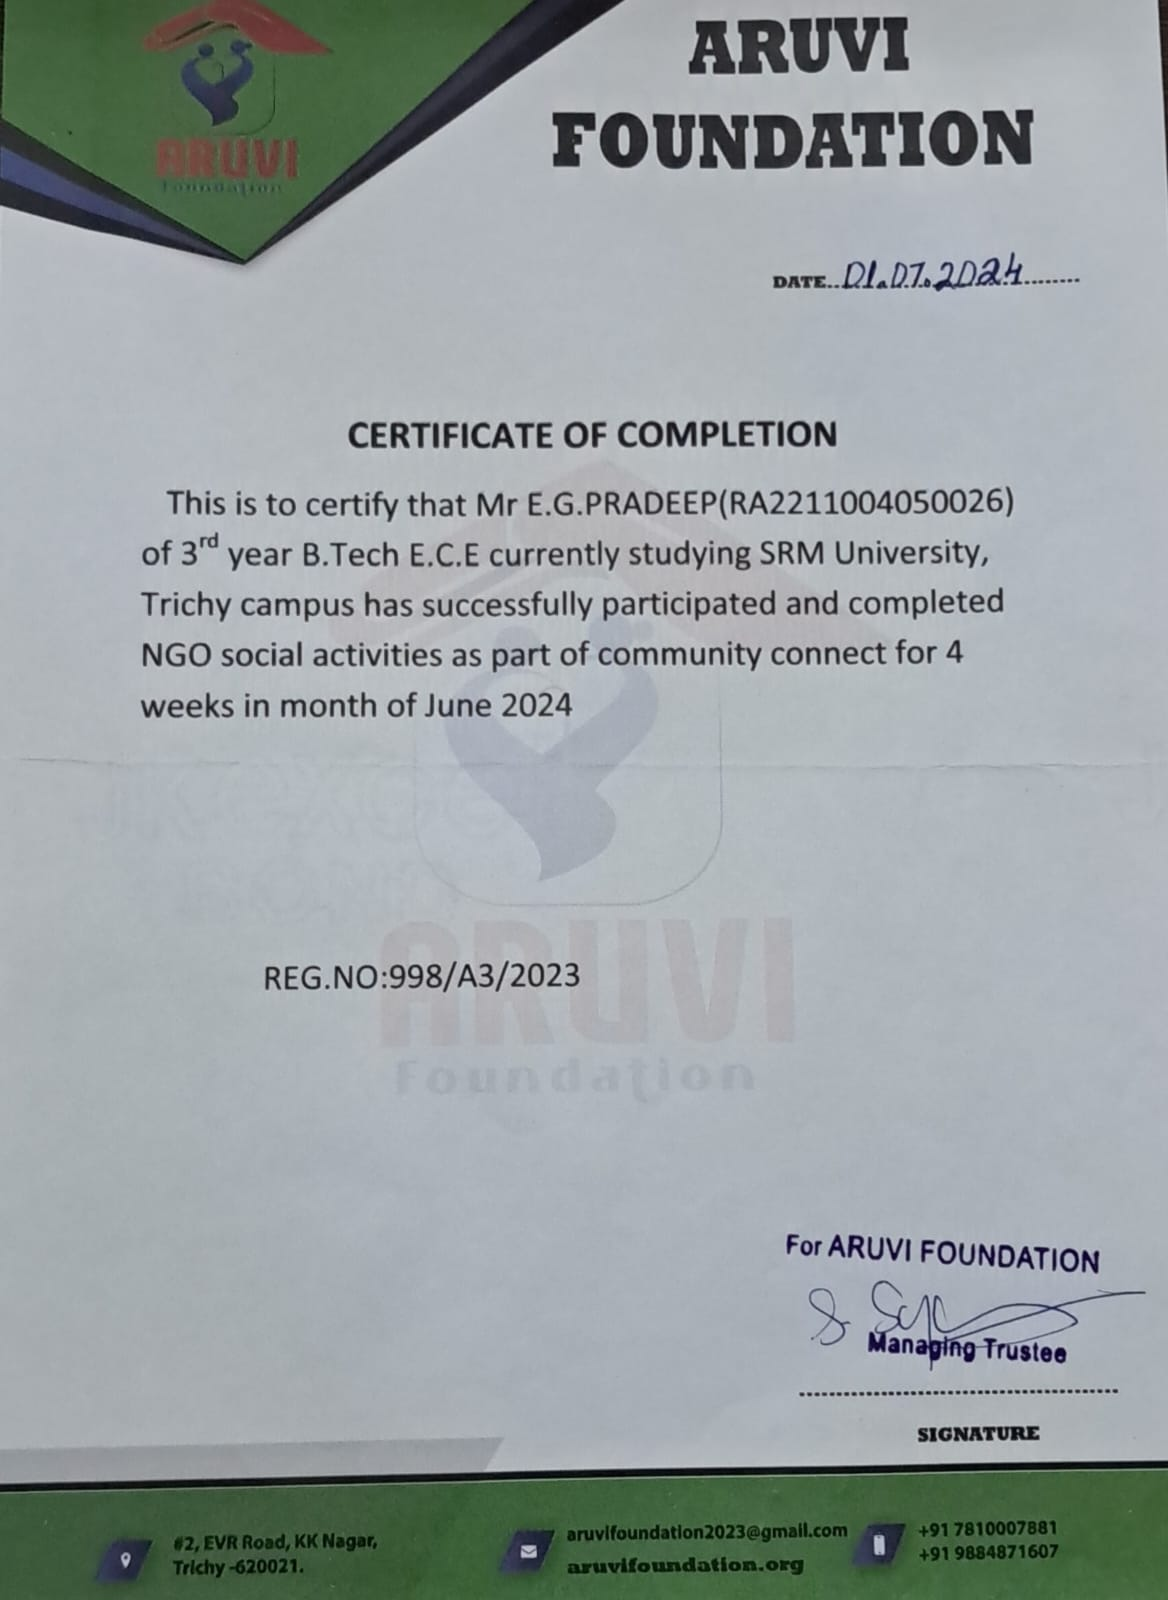 ARUVI
Foundation
ARUVI
FOUNDATION
DATE..01.07.2024........
CERTIFICATE OF COMPLETION
This is to certify that Mr E.G.PRADEEP(RA2211004050026)
of 3rd year B.Tech E.C.E currently studying SRM University,
Trichy campus has successfully participated and completed
NGO social activities as part of community connect for 4
weeks in month of June 2024
REG.NO:998/A3/2023
ARUVI
Foundation
For ARUVI FOUNDATION
Managing Trustee
SIGNATURE
#2, EVR Road, KK Nagar,
Trichy -620021.
aruvifoundation2023@gmail.com
aruvifoundation.org
+91 7810007881
+91 9884871607